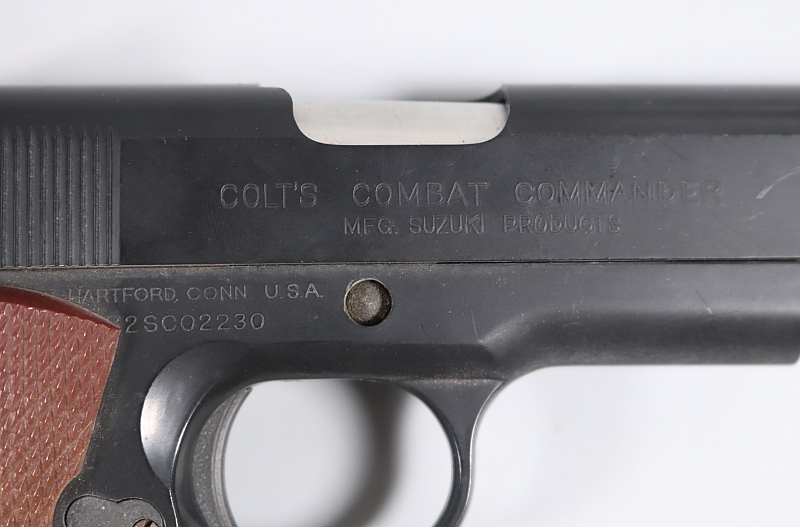 COLT'S COMBAT COMMANDER
MFG. SUZUKI PRODUCTS
HARTFORD, CONN. U.S.A.
2SC02230